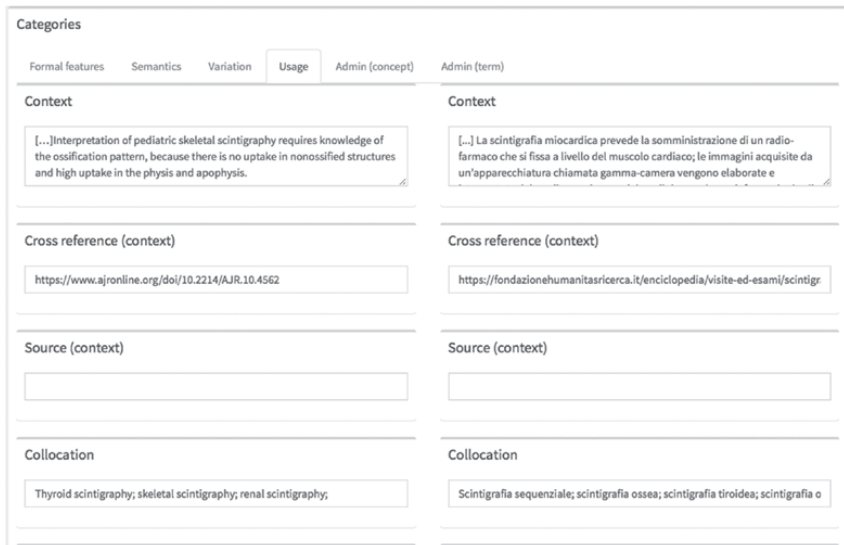 Categories
Formal features Semantics Variation Usage Admin (concept) Admin (term)
Context
[…]Interpretation of pediatric skeletal scintigraphy requires knowledge of
the ossification pattern, because there is no uptake in nonossified structures
and high uptake in the physis and apophysis.
Cross reference (context)
https://www.ajronline.org/doi/10.2214/AJR.10.4562
Source (context)
Collocation
Thyroid scintigraphy; skeletal scintigraphy; renal scintigraphy;
Context
[...] La scintigrafia miocardica prevede la somministrazione di un radio-
farmaco che si fissa a livello del muscolo cardiaco; le immagini acquisite da
un'apparecchiatura chiamata gamma-camera vengono elaborate e
Cross reference (context)
https://fondazionehumanitasricerca.it/enciclopedia/visite-ed-esami/scintigr
Source (context)
Collocation
Scintigrafia sequenziale; scintigrafia ossea; scintigrafia tiroidea; scintigrafia o